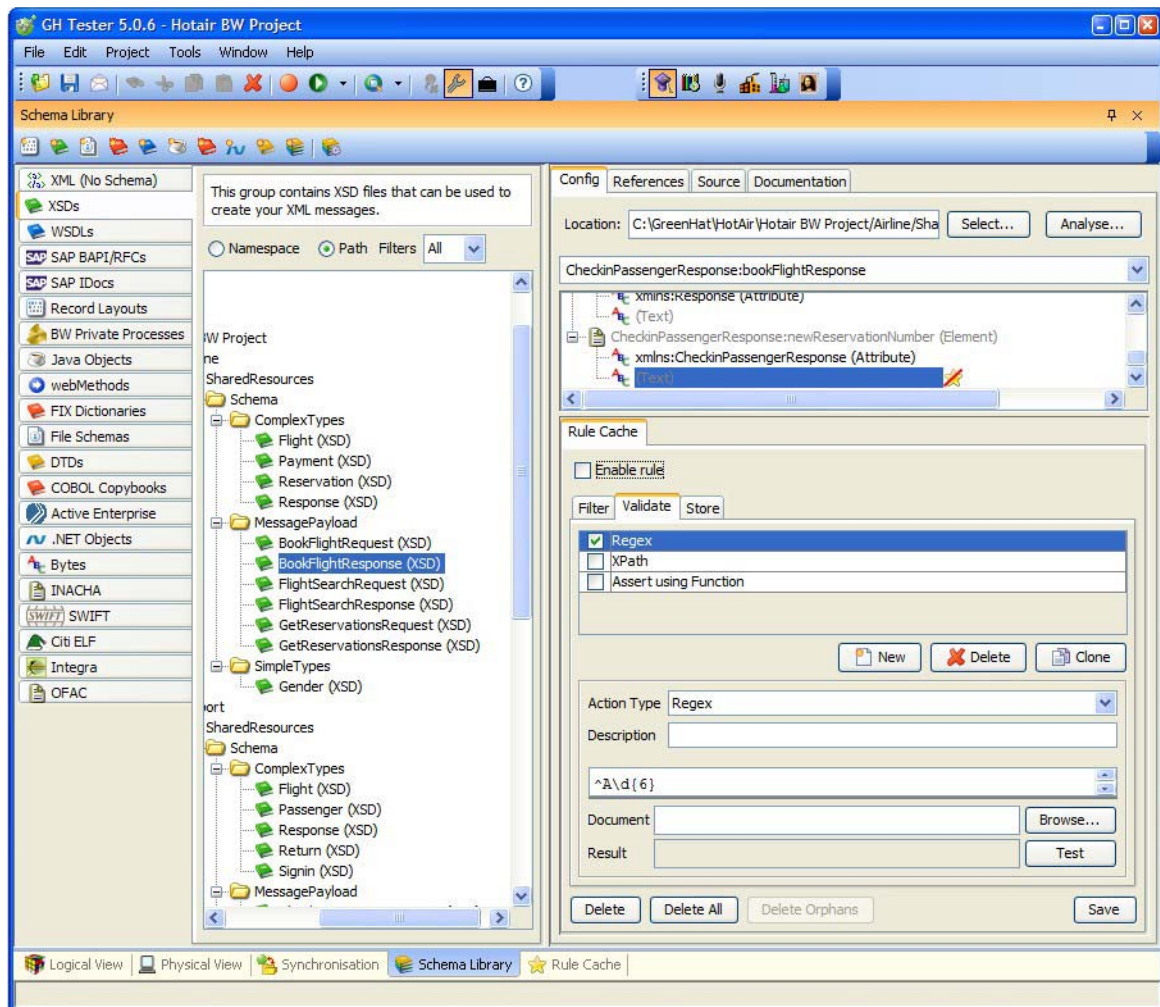 GH Tester 5.0.6 - Hotair BW Project
File Edit Project Tools Window Help
Schema Library
XML (No Schema)
XSDs
WSDLs
SAP SAP BAPI/RFCs
SAP SAP IDocs
Record Layouts
BW Private Processes
Java Objects
webMethods
FIX Dictionaries
File Schemas
DTDs
COBOL Copybooks
Active Enterprise
.NET Objects
Bytes
INACHA
SWIFT SWIFT
Citi ELF
Integra
OFAC
This group contains XSD files that can be used to
create your XML messages.
Namespace Path Filters All
BW Project
ne
SharedResources
Schema
ComplexTypes
Flight (XSD)
Payment (XSD)
Reservation (XSD)
Response (XSD)
MessagePayload
BookFlightRequest (XSD)
BookFlightResponse (XSD)
FlightSearchRequest (XSD)
FlightSearchResponse (XSD)
GetReservationsRequest (XSD)
GetReservationsResponse (XSD)
SimpleTypes
Gender (XSD)
port
SharedResources
Schema
ComplexTypes
Flight (XSD)
Passenger (XSD)
Response (XSD)
Return (XSD)
Signin (XSD)
MessagePayload
Config References Source Documentation
Location: C:\GreenHat\HotAir\Hotair BW Project/Airline/Sha Select... Analyse...
CheckinPassengerResponse:bookFlightResponse
xmlns:Response (Attribute)
(Text)
CheckinPassengerResponse:newReservationNumber (Element)
xmlns:CheckinPassengerResponse (Attribute)
(Text)
Rule Cache
Enable rule
Filter Validate Store
Regex
XPath
Assert using Function
New Delete Clone
Action Type Regex
Description
^A\d{6}
Document Browse...
Result Test
Delete Delete All Delete Orphans Save
Logical View Physical View Synchronisation Schema Library Rule Cache